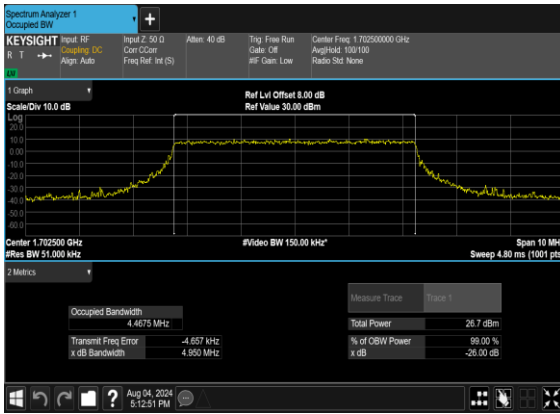 Spectrum Analyzer 1
Occupied BW
+
KEYSIGHT
R T
Input: RF
Coupling: DC
Align: Auto
Input Z: 50 Ω
Corr CCorr
Freq Ref: Int (S)
Atten: 40 dB
Trig: Free Run
Gate: Off
#IF Gain: Low
Center Freq: 1.702500000 GHz
Avg|Hold: 100/100
Radio Std: None
1 Graph
Scale/Div 10.0 dB
Ref Lvl Offset 8.00 dB
Ref Value 30.00 dBm
Log
20.0
10.0
0.00
-10.0
-20.0
-30.0
-40.0
-50.0
-60.0
Center 1.702500 GHz
#Res BW 51.000 kHz
#Video BW 150.00 kHz*
Span 10 MH
Sweep 4.80 ms (1001 pts
2 Metrics
Measure Trace
Trace 1
Occupied Bandwidth
4.4675 MHz
Total Power
26.7 dBm
Transmit Freq Error
-4.657 kHz
% of OBW Power
99.00 %
x dB Bandwidth
4.950 MHz
x dB
-26.00 dB
?
Aug 04, 2024
5:12:51 PM